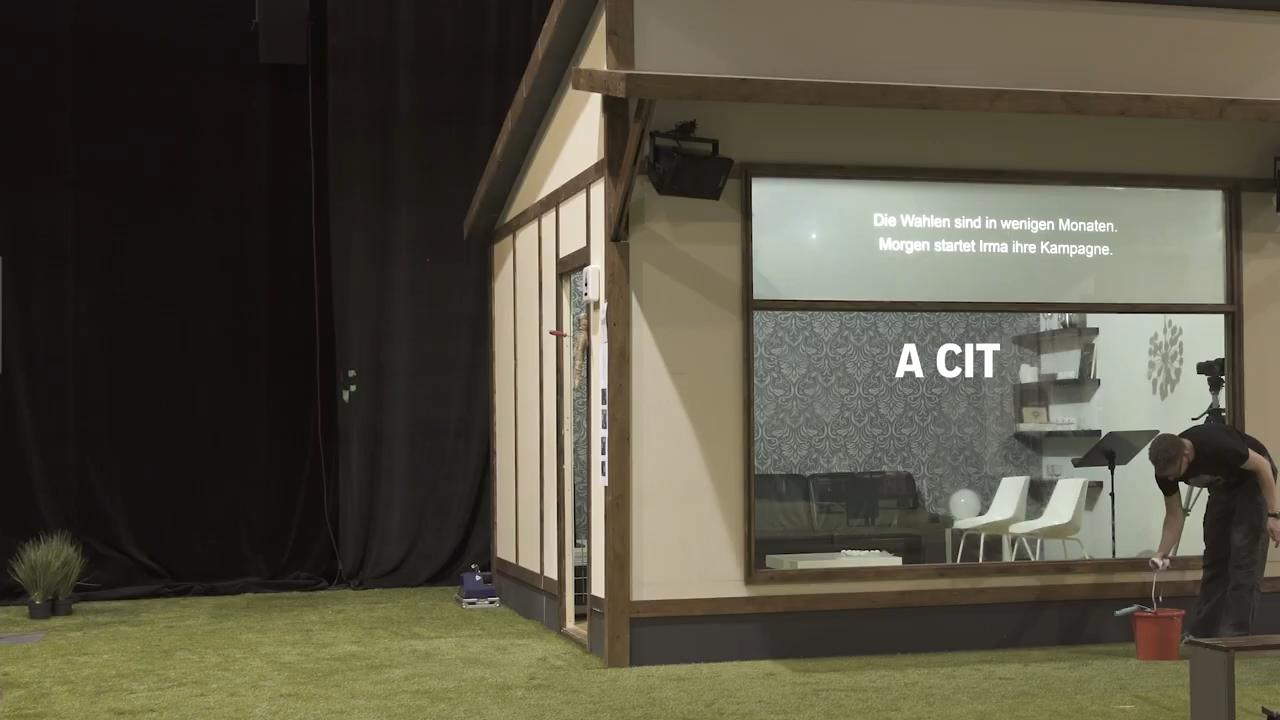 Die Wahlen sind in wenigen Monaten.
Morgen startet Irma ihre Kampagne.
A CIT